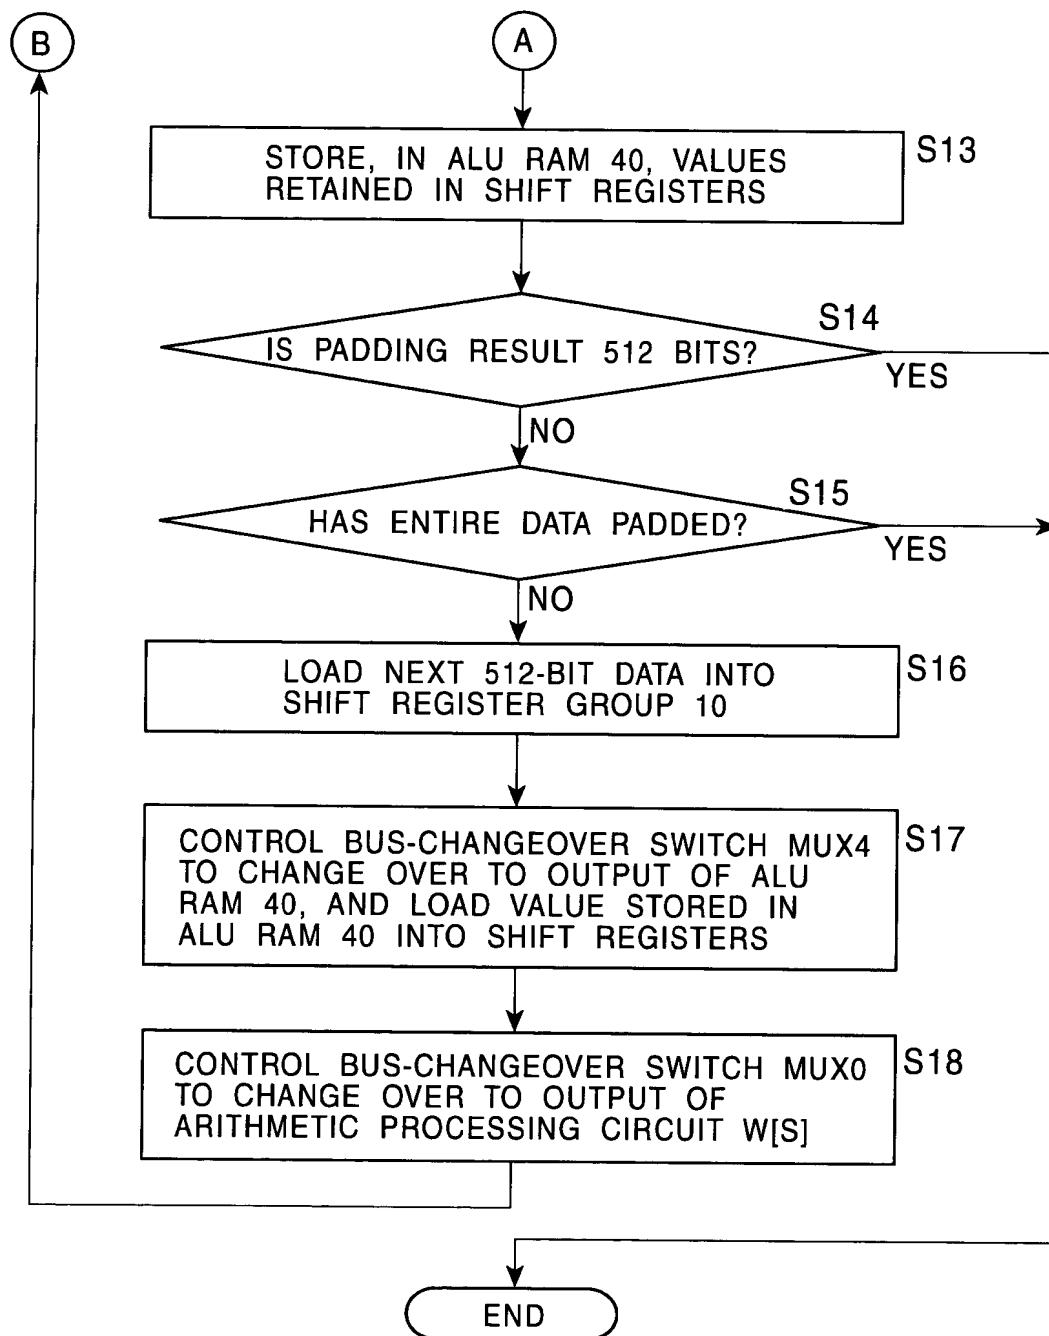 B
A
STORE, IN ALU RAM 40, VALUES
RETAINED IN SHIFT REGISTERS
S13
IS PADDING RESULT 512 BITS?
S14
YES
NO
HAS ENTIRE DATA PADDED?
S15
YES
NO
LOAD NEXT 512-BIT DATA INTO
SHIFT REGISTER GROUP 10
S16
CONTROL BUS-CHANGEOVER SWITCH MUX4
TO CHANGE OVER TO OUTPUT OF ALU
RAM 40, AND LOAD VALUE STORED IN
ALU RAM 40 INTO SHIFT REGISTERS
S17
CONTROL BUS-CHANGEOVER SWITCH MUX0
TO CHANGE OVER TO OUTPUT OF
ARITHMETIC PROCESSING CIRCUIT W[S]
S18
END